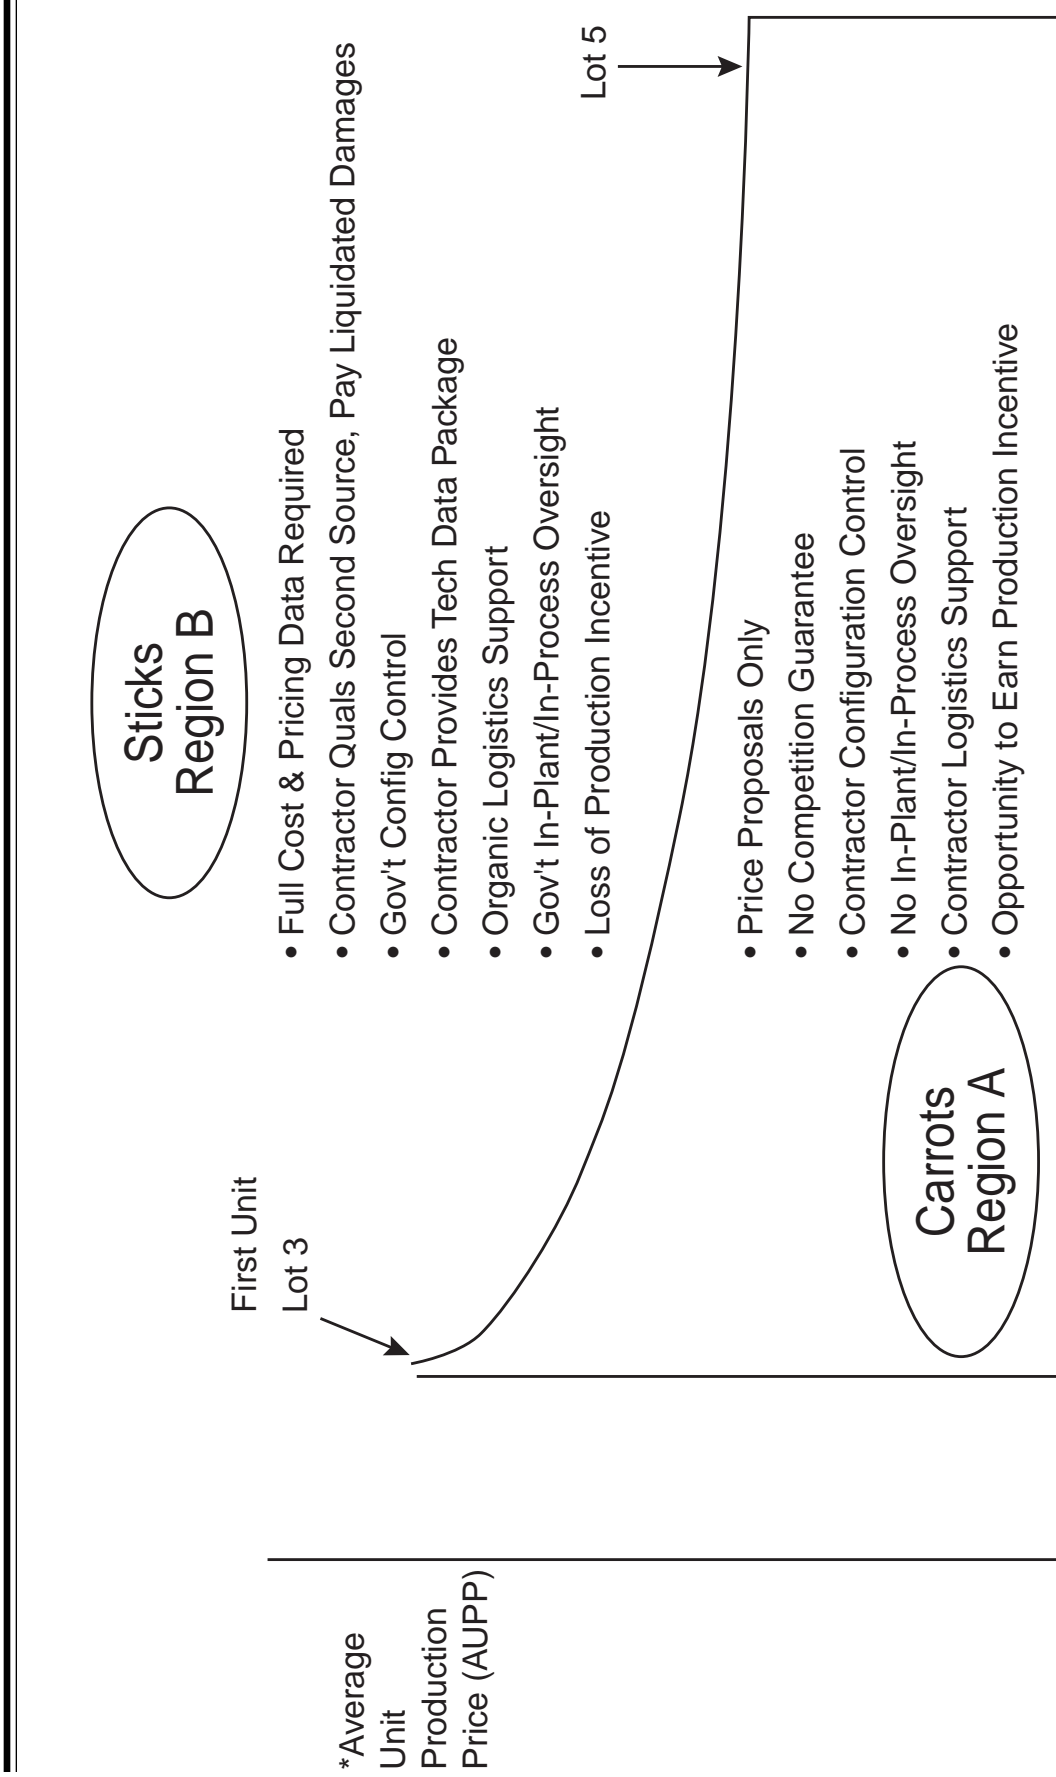 Sticks
Region B
• Full Cost & Pricing Data Required
• Contractor Quals Second Source, Pay Liquidated Damages
• Gov't Config Control
• Contractor Provides Tech Data Package
• Organic Logistics Support
• Gov't In-Plant/In-Process Oversight
• Loss of Production Incentive
First Unit
Lot 3
Lot 5
*Average
Unit
Production
Price (AUPP)
• Price Proposals Only
• No Competition Guarantee
• Contractor Configuration Control
• No In-Plant/In-Process Oversight
• Contractor Logistics Support
• Opportunity to Earn Production Incentive
Carrots
Region A